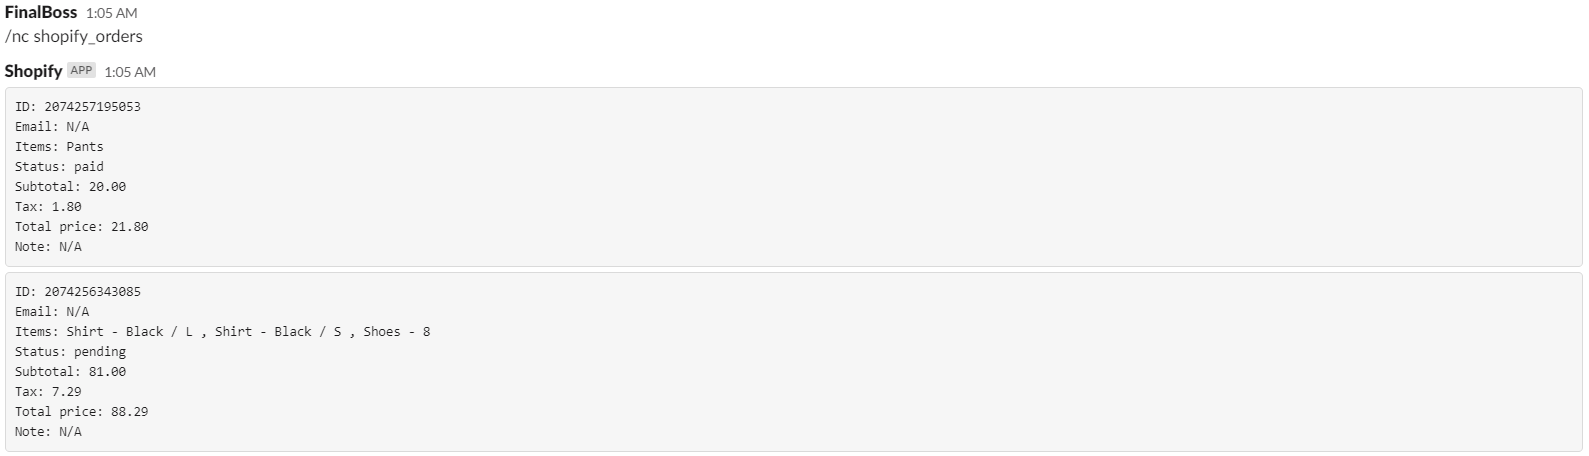 FinalBoss 1:05 AM
/nc shopify_orders
Shopify APP 1:05 AM
ID: 2074257195053
Email: N/A
Items: Pants
Status: paid
Subtotal: 20.00
Tax: 1.80
Total price: 21.80
Note: N/A
ID: 2074256343085
Email: N/A
Items: Shirt - Black / L , Shirt - Black / S , Shoes - 8
Status: pending
Subtotal: 81.00
Tax: 7.29
Total price: 88.29
Note: N/A